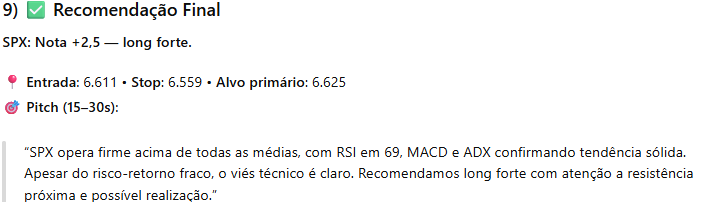 9) ✅ Recomendação Final
SPX: Nota +2,5 — long forte.
📍 Entrada: 6.611 • Stop: 6.559 • Alvo primário: 6.625
🎯 Pitch (15–30s):
“SPX opera firme acima de todas as médias, com RSI em 69, MACD e ADX confirmando tendência sólida.
Apesar do risco-retorno fraco, o viés técnico é claro. Recomendamos long forte com atenção a resistência
próxima e possível realização.”